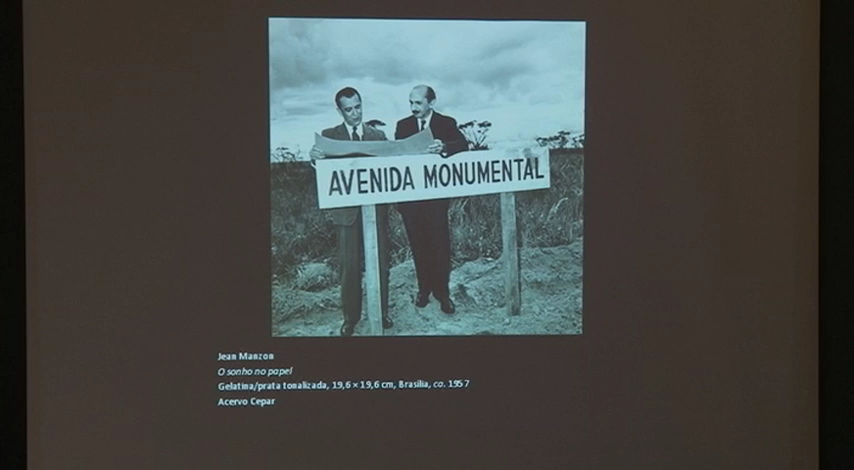 AVENIDA MONUMENTAL
Jean Manzon
O sonho no papel
Gelatina/prata tonalizada, 19,6 × 19,6 cm, Brasília, ca. 1957
Acervo Cepar